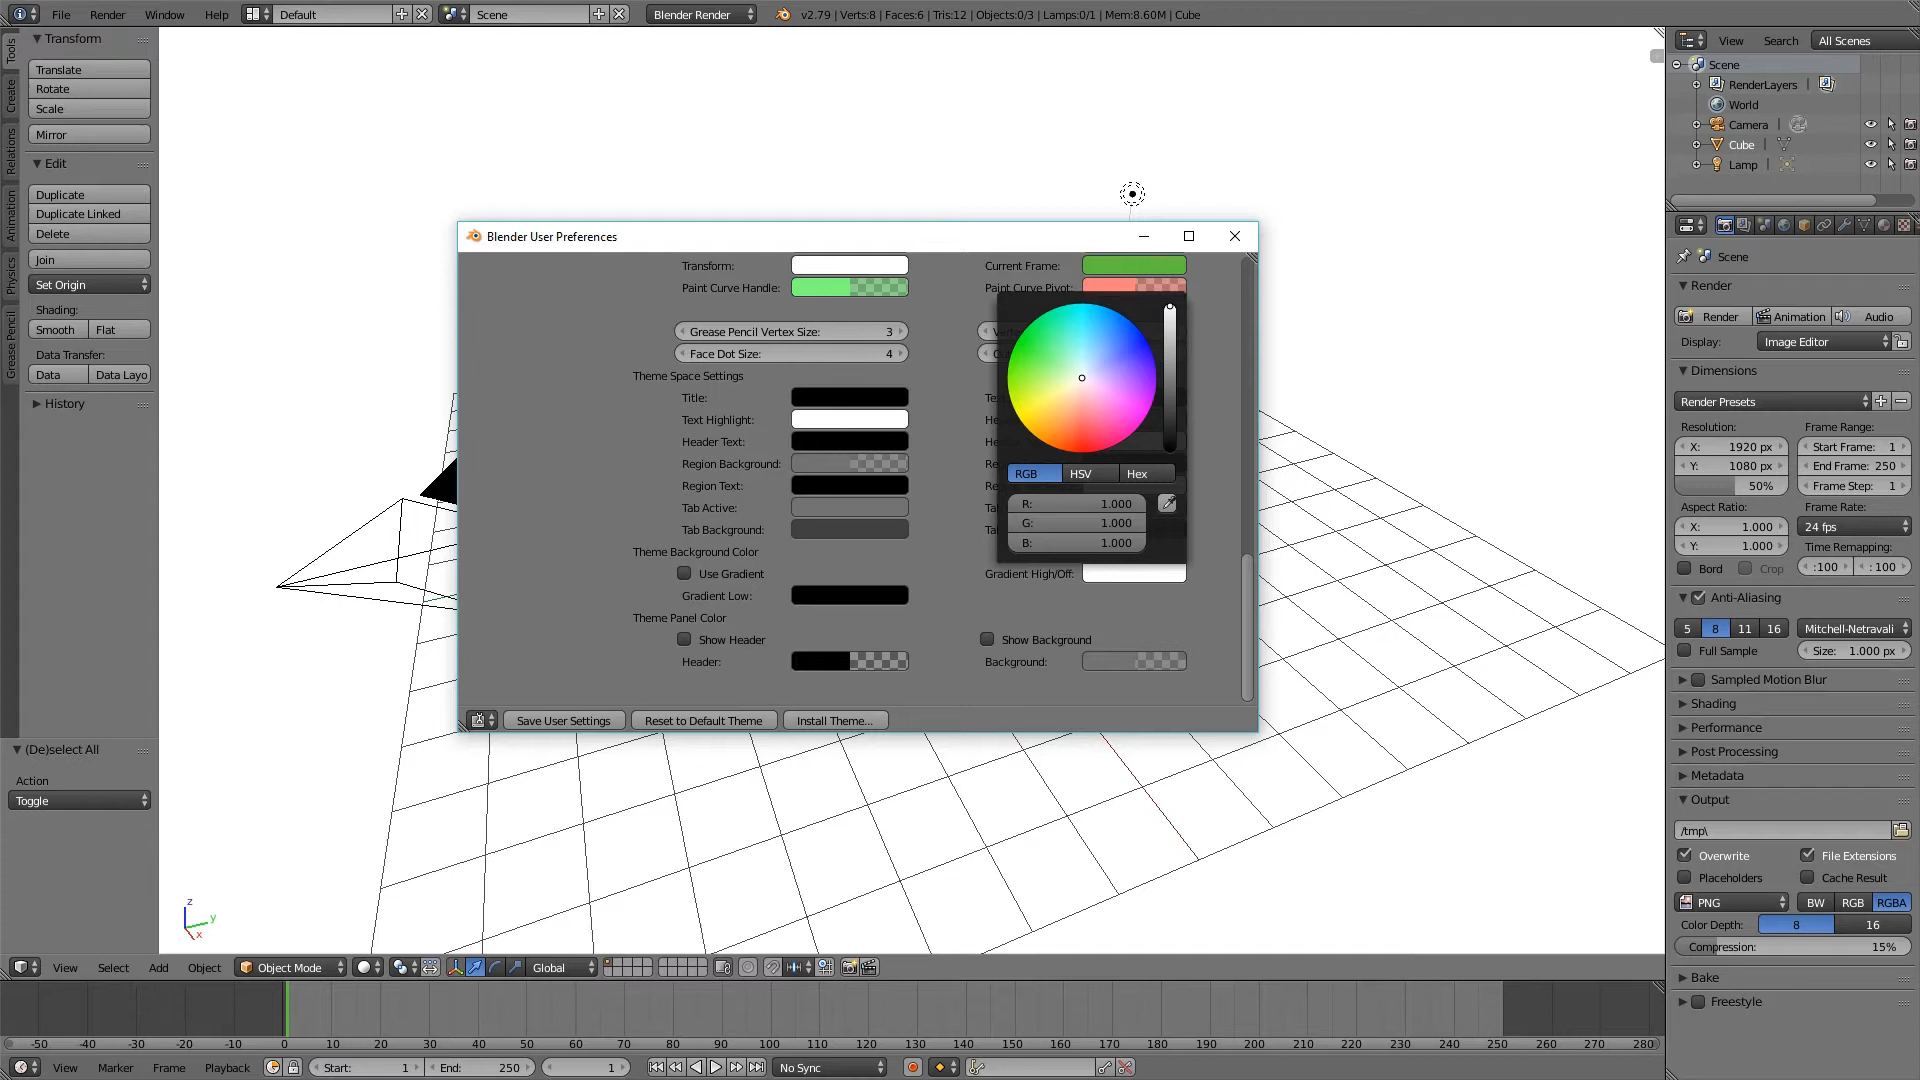 File Render Window Help Default Scene Blender Render v2.79 | Verts:8 | Faces:6 | Tris:12 | Objects:0/3 | Lamps:0/1 | Mem:8.60M | Cube
Tools
Create
Relations
Animation
Physics
Grease Pencil
Transform
Translate
Rotate
Scale
Mirror
Edit
Duplicate
Duplicate Linked
Delete
Join
Set Origin
Shading:
Smooth Flat
Data Transfer:
Data Data Layo
History
(De)select All
Action
Toggle
Blender User Preferences
Transform: Current Frame:
Paint Curve Handle: Paint Curve Pivot:
Grease Pencil Vertex Size: 3
Face Dot Size: 4
Theme Space Settings
Title:
Text Highlight:
Header Text:
Region Background:
Region Text:
Tab Active:
Tab Background:
RGB HSV Hex
R: 1.000
G: 1.000
B: 1.000
Theme Background Color
Use Gradient Gradient High/Off:
Gradient Low:
Theme Panel Color
Show Header Show Background
Header: Background:
Save User Settings Reset to Default Theme Install Theme...
z
y
x
View Select Add Object Object Mode Global
-50 -40 -30 -20 -10 0 10 20 30 40 50 60 70 80 90 100 110 120 130 140 150 160 170 180 190 200 210 220 230 240 250 260 270 280
View Marker Frame Playback Start: 1 End: 250 1 No Sync
View Search All Scenes
Scene
RenderLayers |
World
Camera |
Cube |
Lamp |
Scene
Render
Render Animation Audio
Display: Image Editor
Dimensions
Render Presets
Resolution: Frame Range:
X: 1920 px Start Frame: 1
Y: 1080 px End Frame: 250
50% Frame Step: 1
Aspect Ratio: Frame Rate:
X: 1.000 24 fps
Y: 1.000 Time Remapping:
Bord Crop :100 : 100
Anti-Aliasing
5 8 11 16 Mitchell-Netravali
Full Sample Size: 1.000 px
Sampled Motion Blur
Shading
Performance
Post Processing
Metadata
Output
/tmp\
Overwrite File Extensions
Placeholders Cache Result
PNG BW RGB RGBA
Color Depth: 8 16
Compression: 15%
Bake
Freestyle